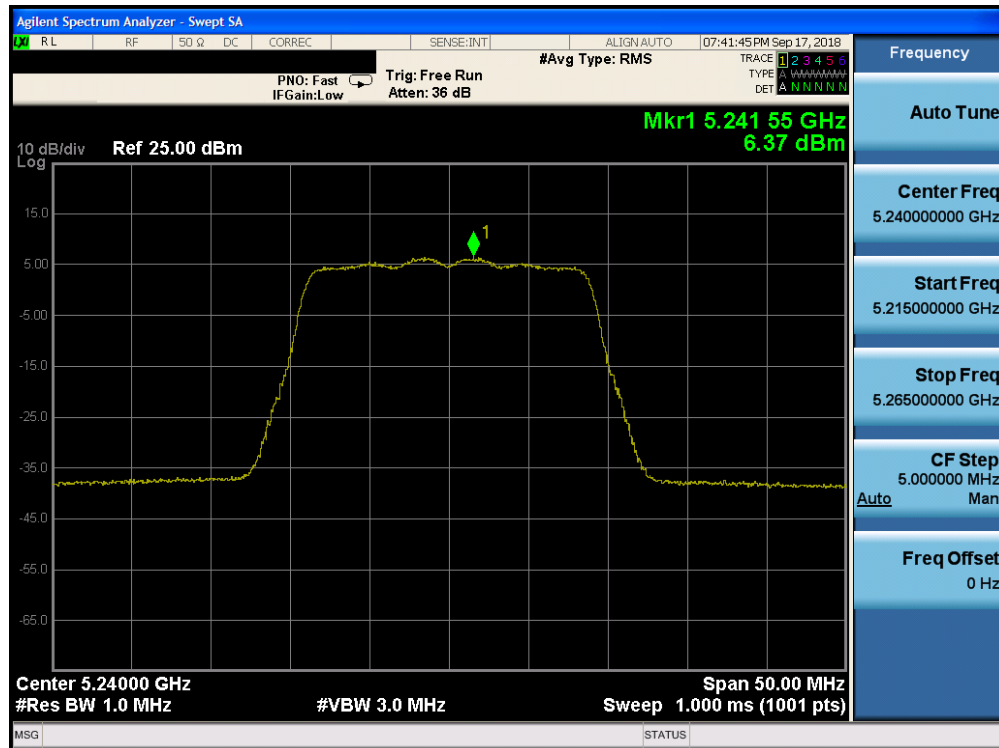 Agilent Spectrum Analyzer - Swept SA
LXI RL RF 50 Ω DC CORREC SENSE:INT ALIGN AUTO 07:41:45 PM Sep 17, 2018
#Avg Type: RMS TRACE 1 2 3 4 5 6
PNO: Fast Trig: Free Run TYPE A WWWWW
IFGain:Low Atten: 36 dB DET A N N N N N
Mkr1 5.241 55 GHz
6.37 dBm
10 dB/div Ref 25.00 dBm
Log
1
15.0
5.00
-5.00
-15.0
-25.0
-35.0
-45.0
-55.0
-65.0
Center 5.24000 GHz Span 50.00 MHz
#Res BW 1.0 MHz #VBW 3.0 MHz Sweep 1.000 ms (1001 pts)
MSG STATUS
Frequency
Auto Tune
Center Freq
5.240000000 GHz
Start Freq
5.215000000 GHz
Stop Freq
5.265000000 GHz
CF Step
5.000000 MHz
Auto Man
Freq Offset
0 Hz